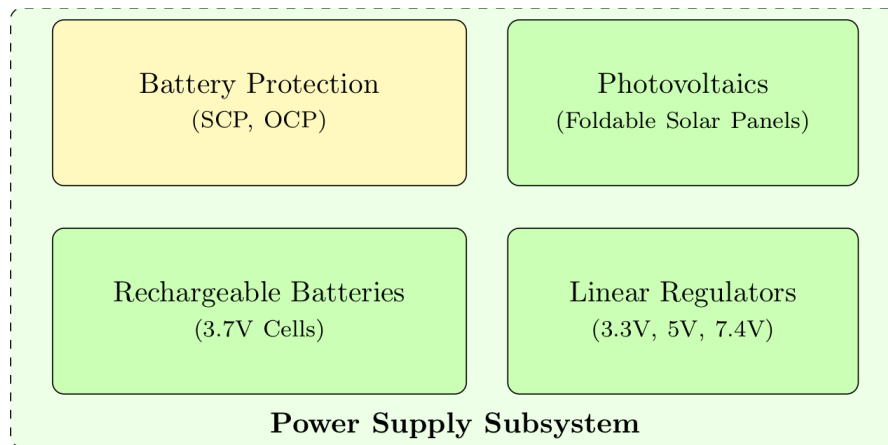 Battery Protection
(SCP, OCP)
Photovoltaics
(Foldable Solar Panels)
Rechargeable Batteries
(3.7V Cells)
Linear Regulators
(3.3V, 5V, 7.4V)
Power Supply Subsystem